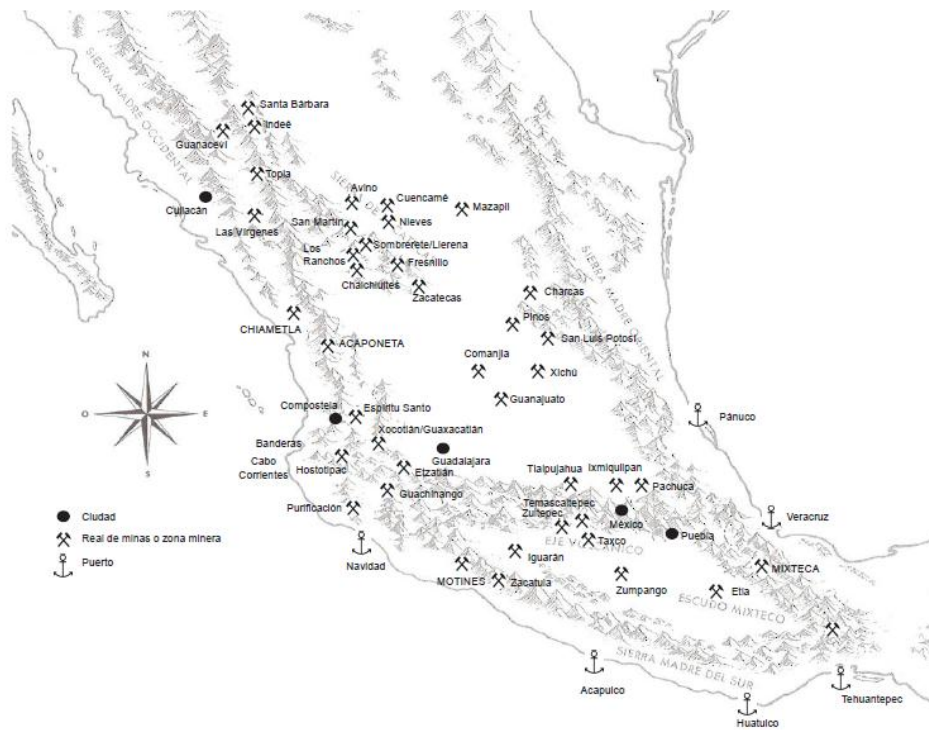 SIERRA MADRE OCCIDENTAL
Santa Bárbara
Indeé
Guanaceví
Topia
Culiacán
Las Vírgenes
SIERRA DE
Avino
Cuencamé
Mazapil
San Martín
Nieves
Sombrerete/Llerena
Los
Ranchos
Fresnillo
Chalchiuites
Zacatecas
SIERRA MADRE ORIENTAL
Charcas
Pinos
San Luis Potosí
CHIAMETLA
ACAPONETA
Comanjia
Xichú
Guanajuato
N
O
E
S
Compostela
Espíritu Santo
Pánuco
Xocotlán/Guaxacatlán
Banderas
Cabo
Corrientes
Hostotipac
Guadalajara
Etzatlán
Tlalpujahua
Ixmiquilpan
Pachuca
Guachinango
Purificación
Temascaltepec
Zultepec
México
Veracruz
Puebla
Taxco
EJE VOLCÁNICO
Navidad
Iguarán
MIXTECA
MOTINES
Zacatula
Zumpango
Etla
ESCUDO MIXTECO
SIERRA MADRE DEL SUR
Acapulco
Tehuantepec
Huatulco
Ciudad
Real de minas o zona minera
Puerto